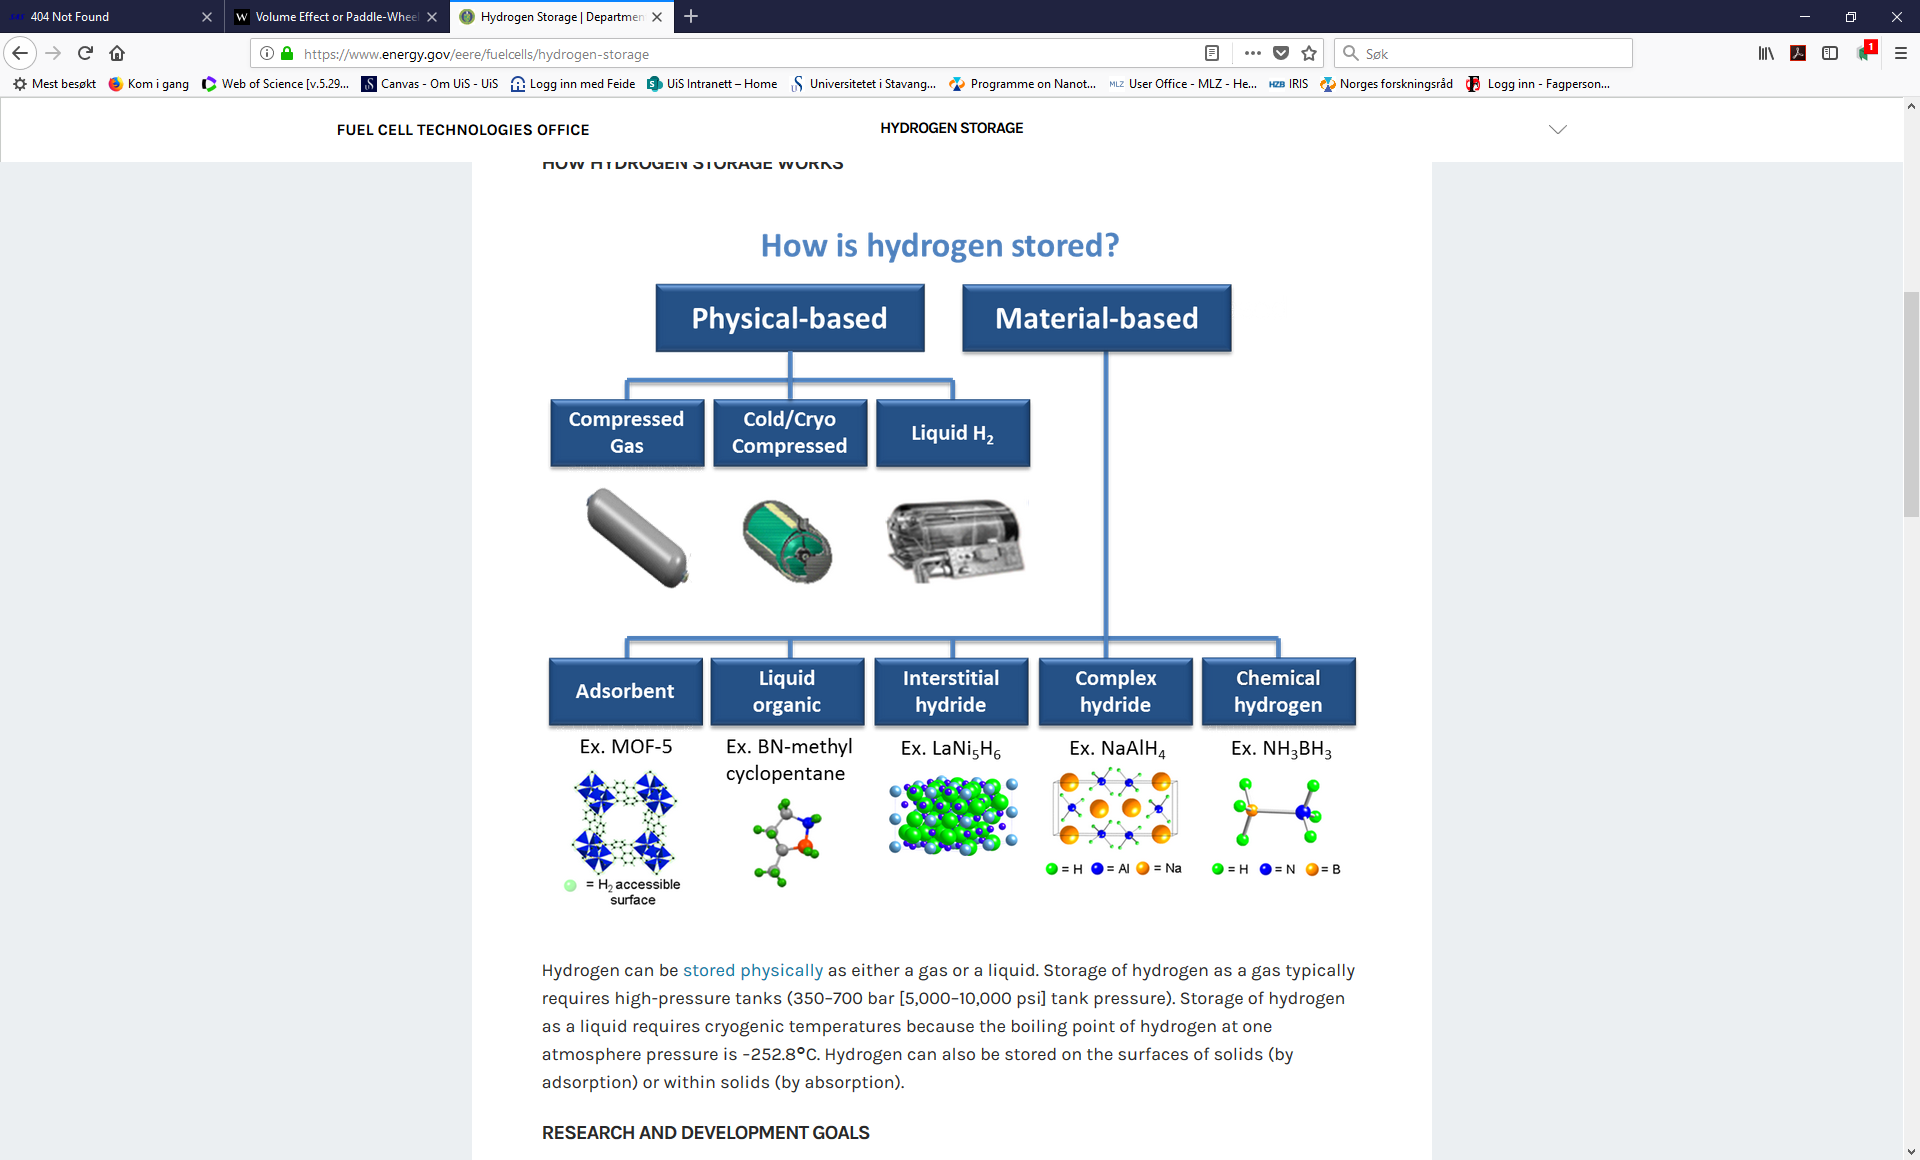 404 Not Found
Volume Effect or Paddle-Whee
Hydrogen Storage | Departmen
https://www.energy.gov/eere/fuelcells/hydrogen-storage
Søk
1
Mest besøkt
Kom i gang
Web of Science [v.5.29...
Canvas - Om UiS - UiS
Logg inn med Feide
UiS Intranett – Home
Universitetet i Stavang...
Programme on Nanot...
MLZ User Office - MLZ - He...
HZB IRIS
Norges forskningsråd
Logg inn - Fagperson...
FUEL CELL TECHNOLOGIES OFFICE
HYDROGEN STORAGE
HOW HYDROGEN STORAGE WORKS
How is hydrogen stored?
Physical-based
Material-based
Compressed
Gas
Cold/Cryo
Compressed
Liquid H₂
Adsorbent
Liquid
organic
Interstitial
hydride
Complex
hydride
Chemical
hydrogen
Ex. MOF-5
Ex. BN-methyl
cyclopentane
Ex. LaNi₅H₆
Ex. NaAlH₄
Ex. NH₃BH₃
= H₂ accessible
surface
= H = Al = Na
= H = N = B
Hydrogen can be stored physically as either a gas or a liquid. Storage of hydrogen as a gas typically
requires high-pressure tanks (350–700 bar [5,000–10,000 psi] tank pressure). Storage of hydrogen
as a liquid requires cryogenic temperatures because the boiling point of hydrogen at one
atmosphere pressure is −252.8°C. Hydrogen can also be stored on the surfaces of solids (by
adsorption) or within solids (by absorption).
RESEARCH AND DEVELOPMENT GOALS